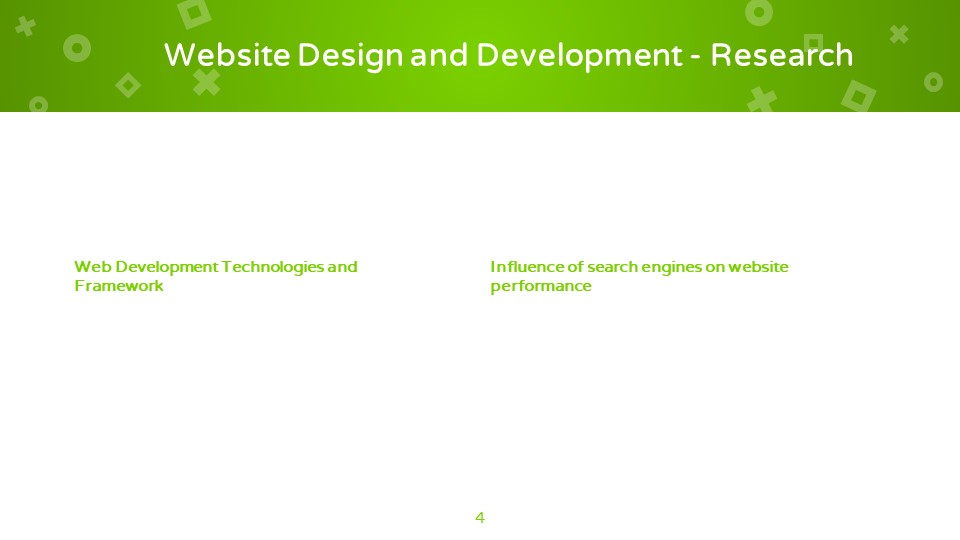 Website Design and Development - Research
Web Development Technologies and
Framework
Influence of search engines on website
performance
4